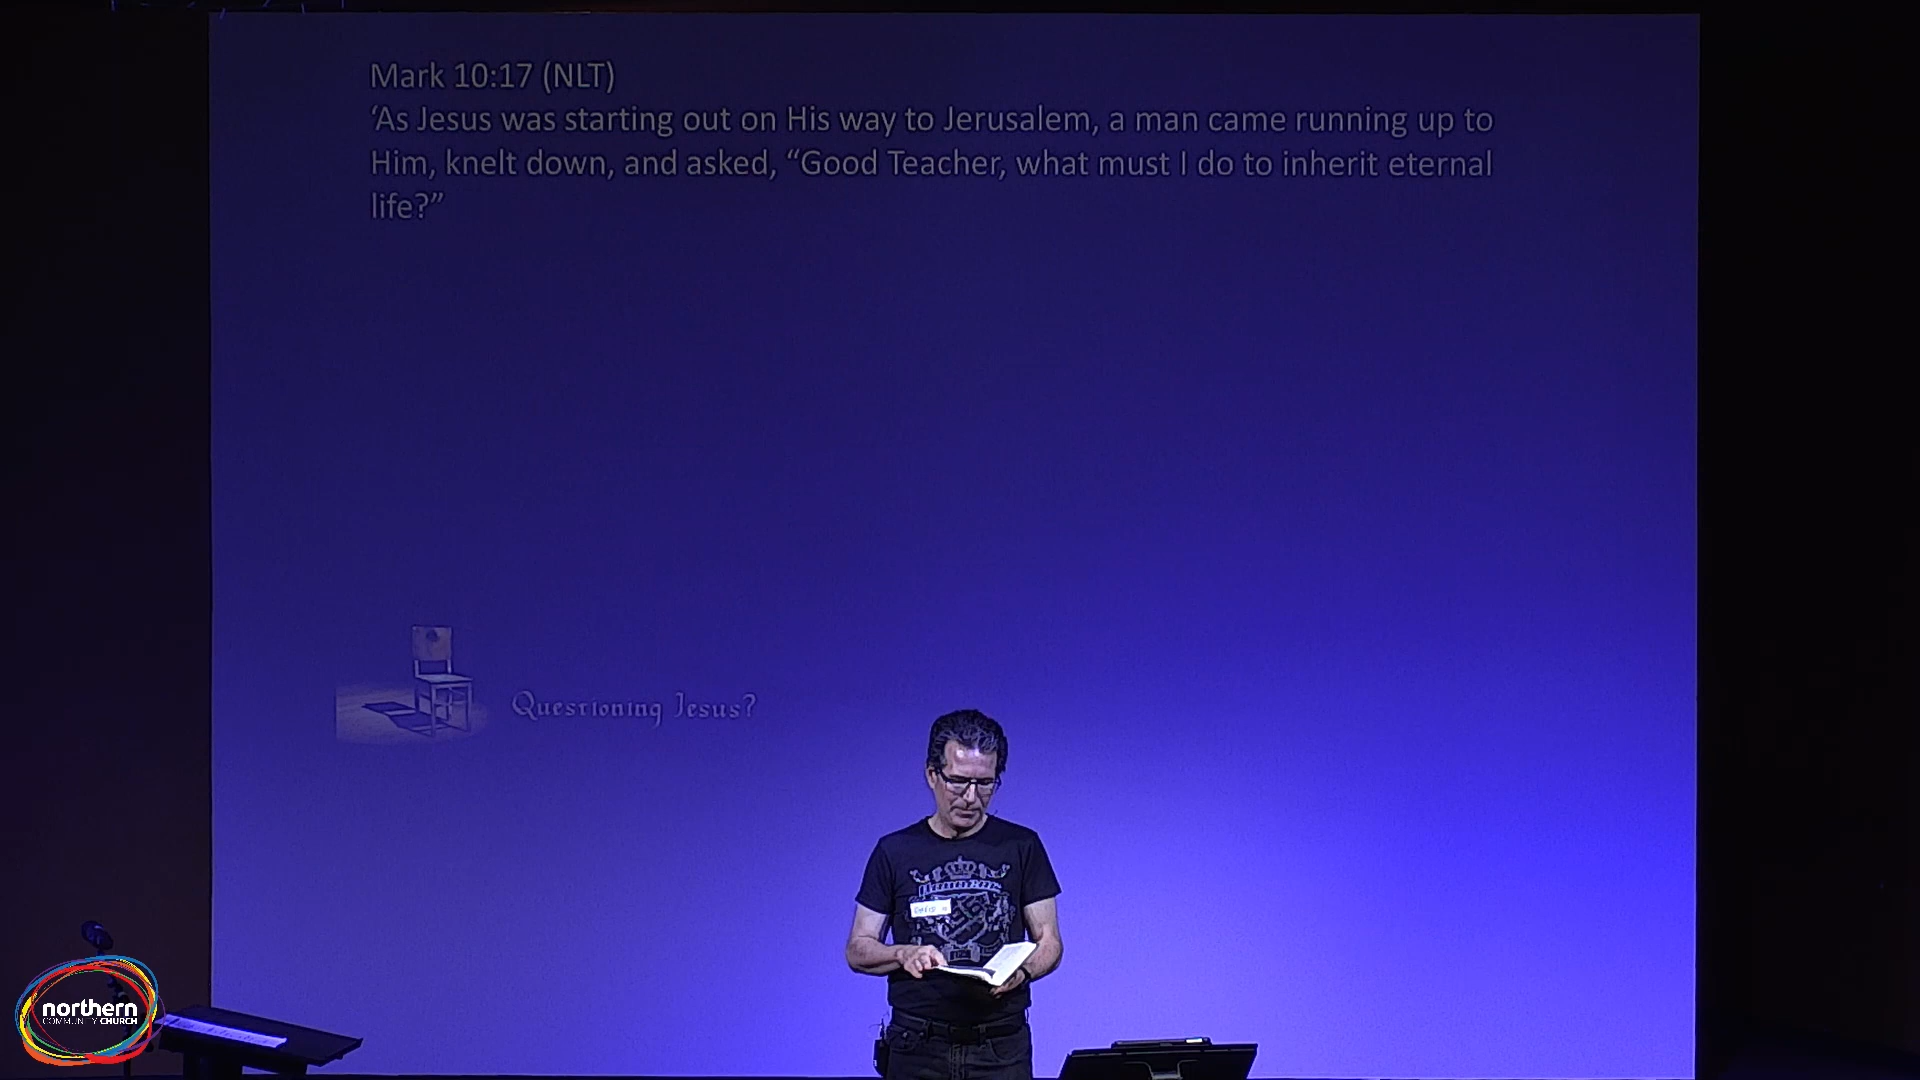 Mark 10:17 (NLT)
‘As Jesus was starting out on His way to Jerusalem, a man came running up to
Him, knelt down, and asked, “Good Teacher, what must I do to inherit eternal
life?”
Questioning Jesus?
northern
COMMUNITY CHURCH